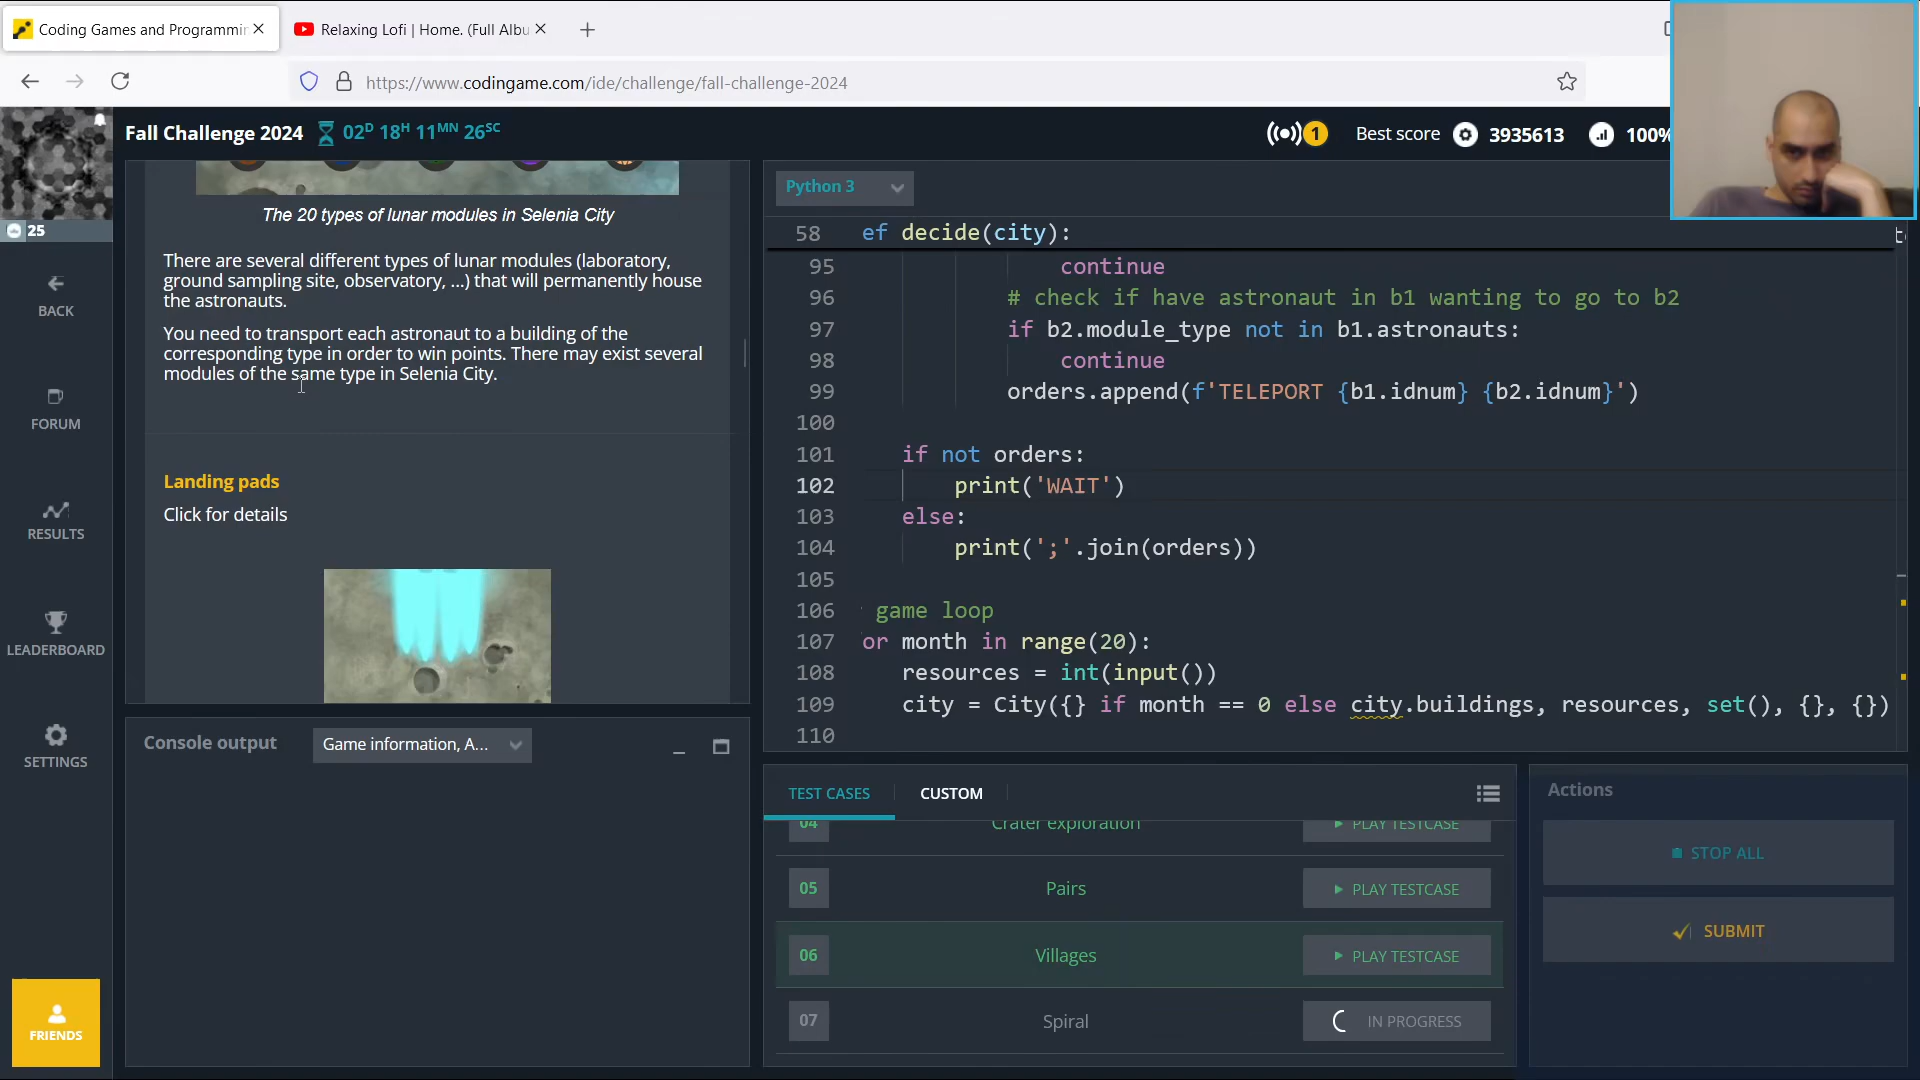 Coding Games and Programmin
Relaxing Lofi | Home. (Full Albu
https://www.codingame.com/ide/challenge/fall-challenge-2024
Fall Challenge 2024
02D 18H 11MN 26SC
1
Best score
3935613
100%
25
BACK
FORUM
RESULTS
LEADERBOARD
SETTINGS
FRIENDS
The 20 types of lunar modules in Selenia City
There are several different types of lunar modules (laboratory,
ground sampling site, observatory, ...) that will permanently house
the astronauts.
You need to transport each astronaut to a building of the
corresponding type in order to win points. There may exist several
modules of the same type in Selenia City.
Landing pads
Click for details
Console output
Game information, A...
Python 3
58 ef decide(city):
95 continue
96 # check if have astronaut in b1 wanting to go to b2
97 if b2.module_type not in b1.astronauts:
98 continue
99 orders.append(f'TELEPORT {b1.idnum} {b2.idnum}')
100
101 if not orders:
102 print('WAIT')
103 else:
104 print(';'.join(orders))
105
106 game loop
107 or month in range(20):
108 resources = int(input())
109 city = City({} if month == 0 else city.buildings, resources, set(), {}, {})
110
TEST CASES
CUSTOM
04 Crater exploration PLAY TESTCASE
05 Pairs PLAY TESTCASE
06 Villages PLAY TESTCASE
07 Spiral IN PROGRESS
Actions
STOP ALL
SUBMIT